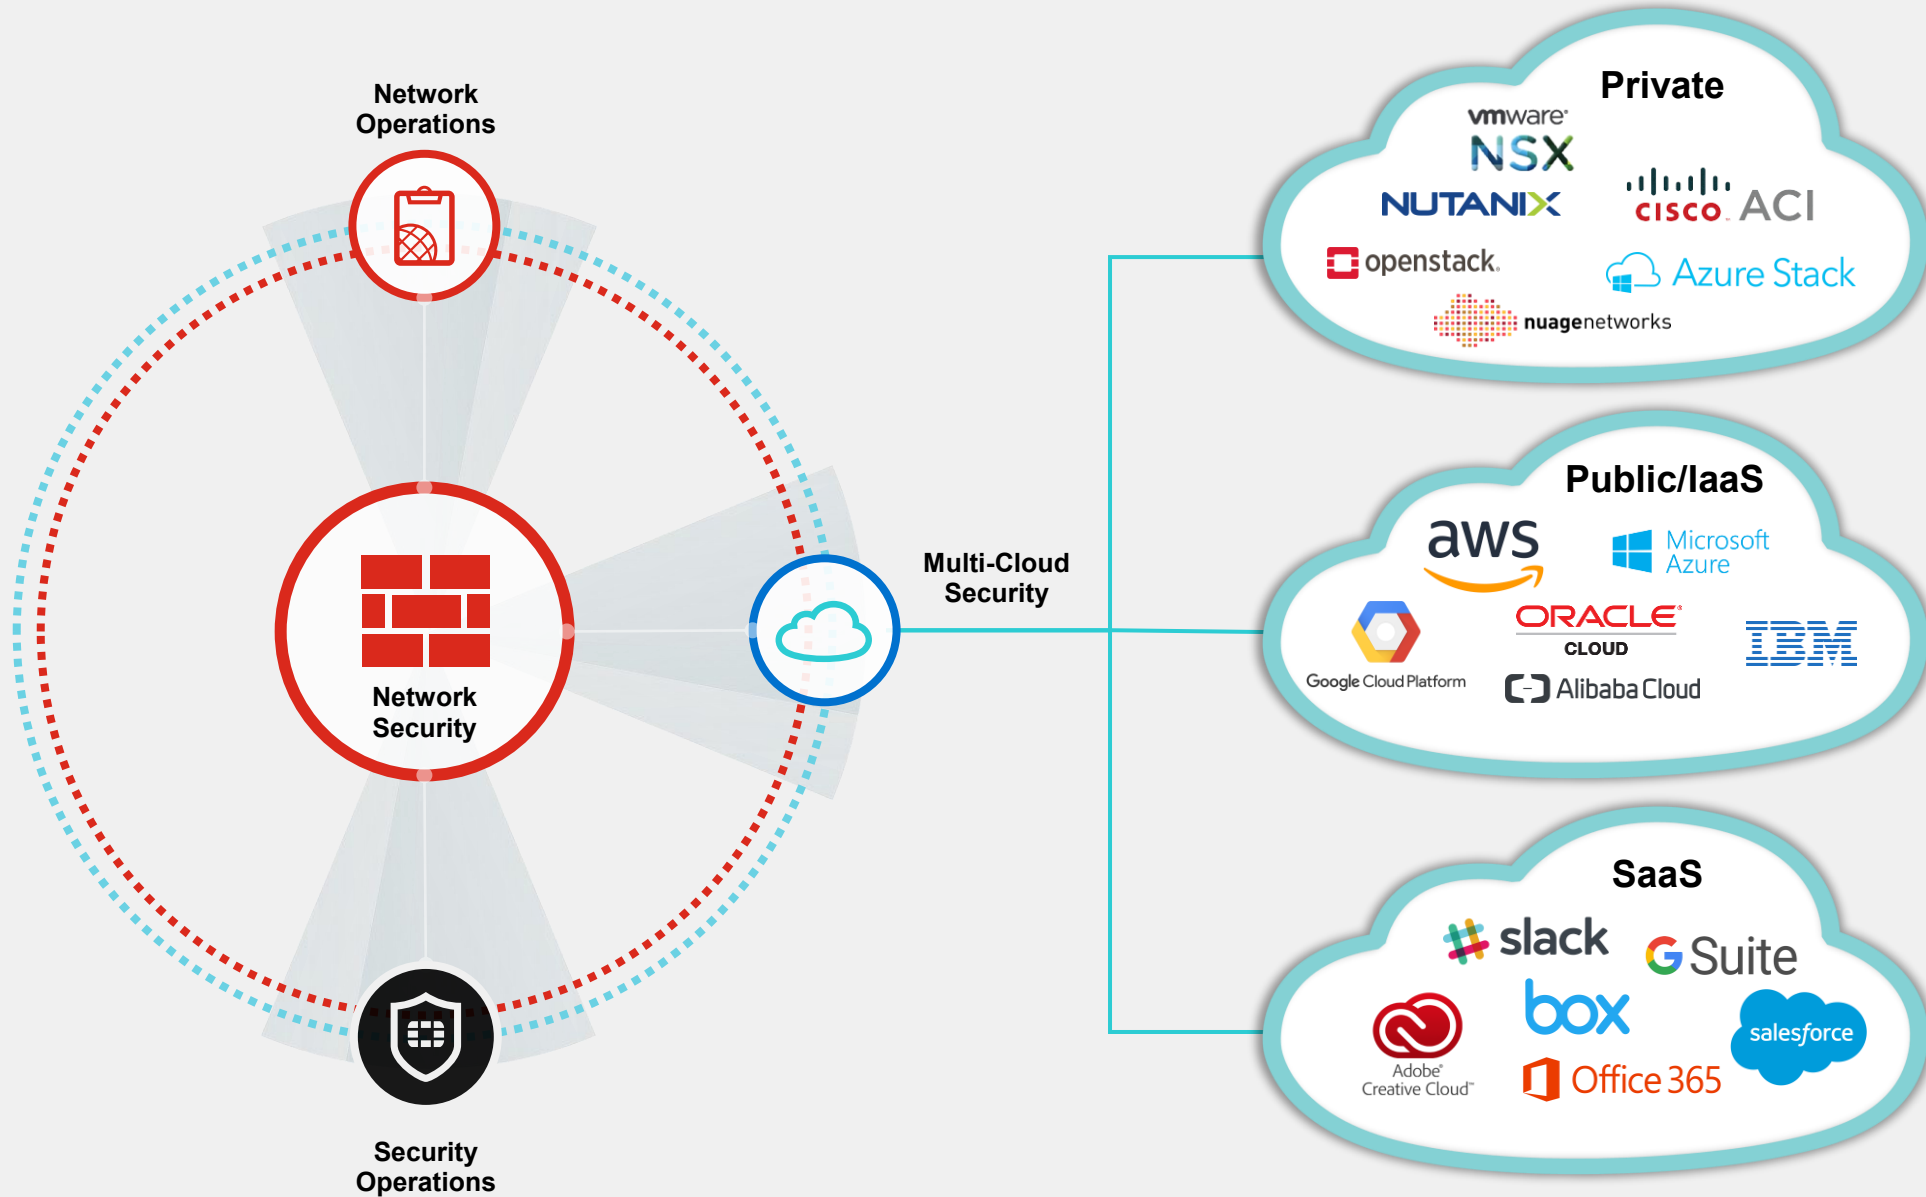 Network
Operations
Network
Security
Security
Operations
Multi-Cloud
Security
Private
vmware®
NSX
NUTANIX
CISCO ACI
openstack.
Azure Stack
nuagenetworks
Public/IaaS
aws
Microsoft
Azure
Google Cloud Platform
ORACLE®
CLOUD
IBM
Alibaba Cloud
SaaS
slack
G Suite
Adobe®
Creative Cloud™
box
salesforce
Office 365